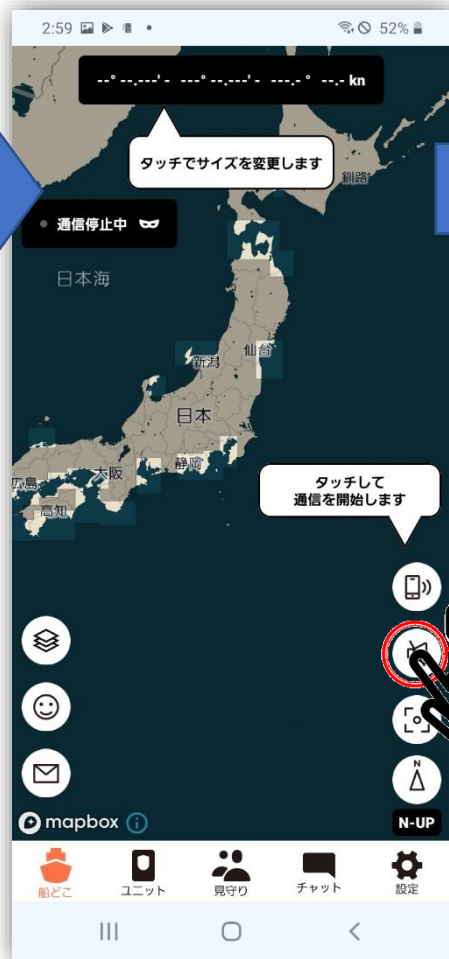 2:59
52%
--° --.---' - ---° --.---' - ---.- ° --.- kn
タッチでサイズを変更します
釧路
通信停止中
日本海
仙台
新潟
日本
静岡
大阪
広島
高知
タッチして
通信を開始します
N
mapbox
N-UP
船どこ
ユニット
見守り
チャット
設定